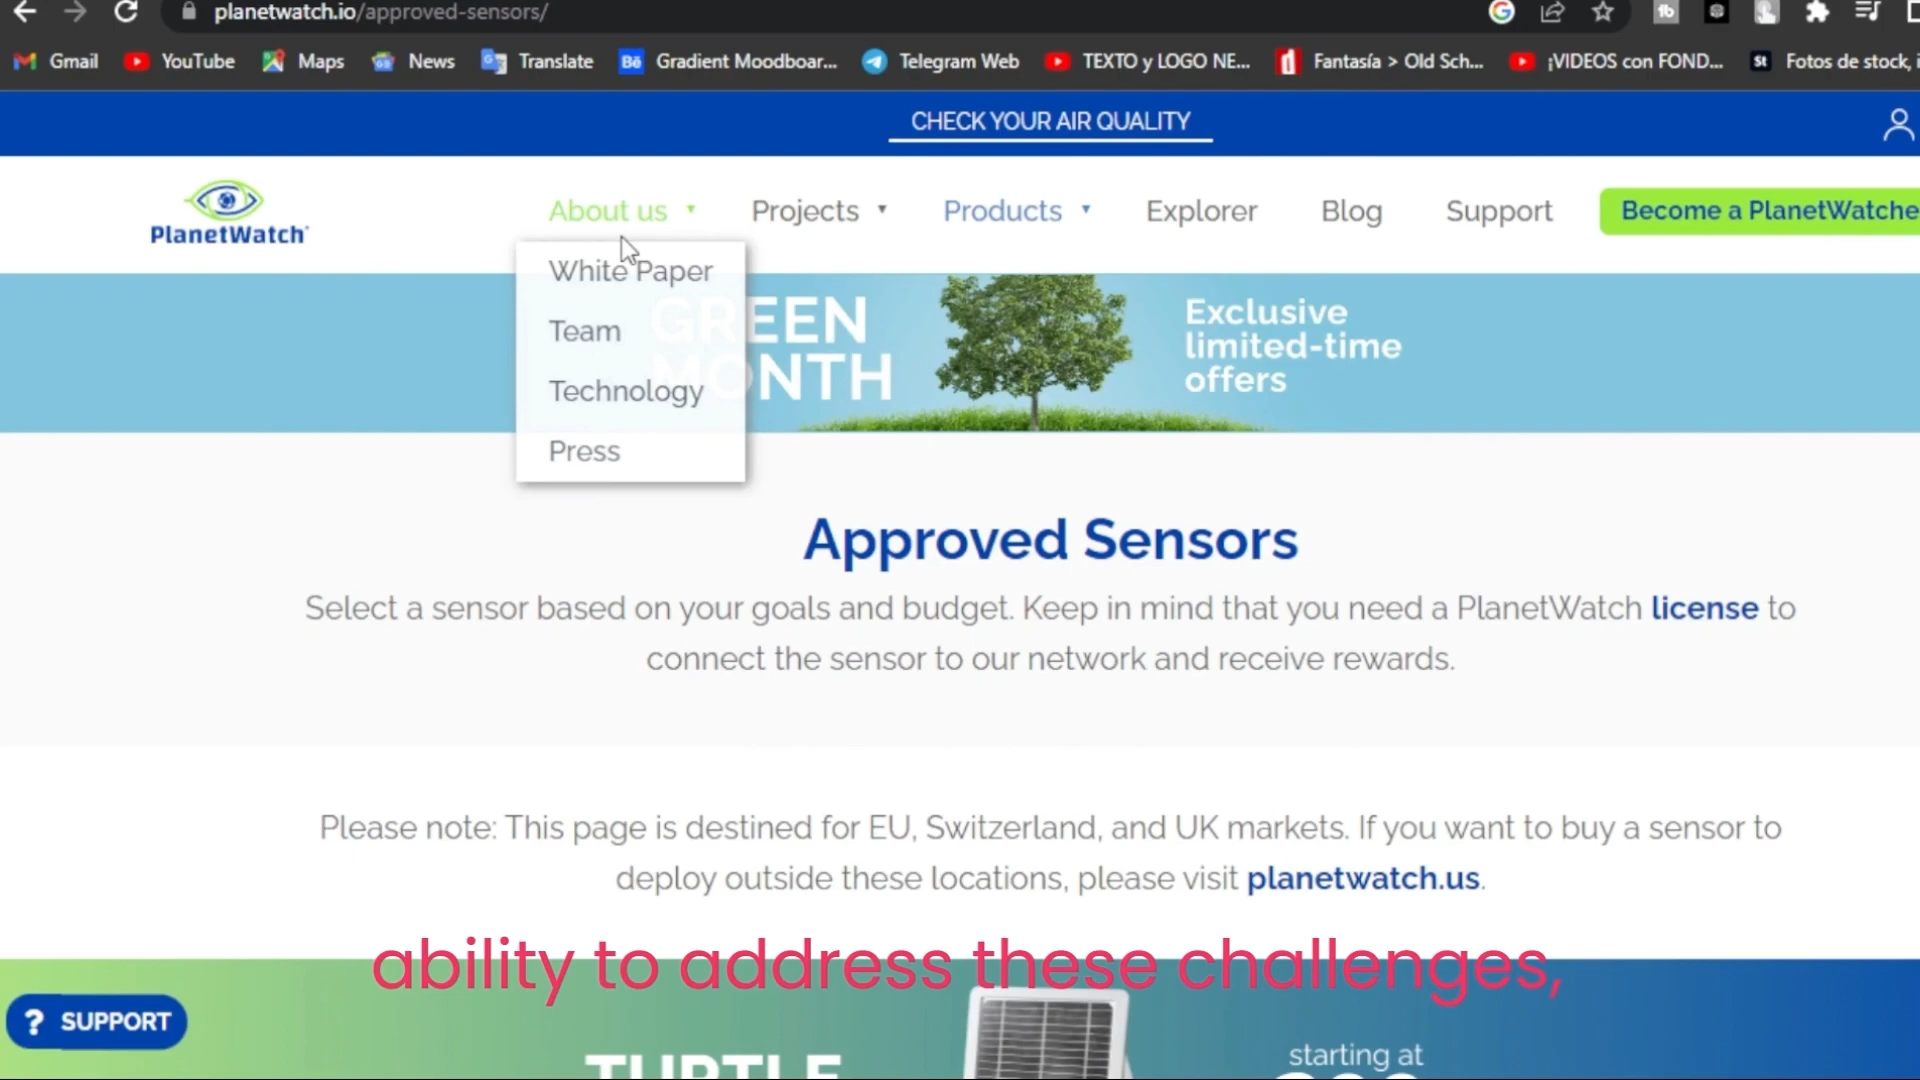 planetwatch.io/approved-sensors/
Gmail YouTube Maps News Translate Gradient Moodboar... Telegram Web TEXTO y LOGO NE... Fantasía > Old Sch... ¡VIDEOS con FOND... Fotos de stock, i
CHECK YOUR AIR QUALITY
PlanetWatch
About us Projects Products Explorer Blog Support Become a PlanetWatche
White Paper
Team
Technology
Press
GREEN
MONTH
Exclusive
limited-time
offers
Approved Sensors
Select a sensor based on your goals and budget. Keep in mind that you need a PlanetWatch license to
connect the sensor to our network and receive rewards.
Please note: This page is destined for EU, Switzerland, and UK markets. If you want to buy a sensor to
deploy outside these locations, please visit planetwatch.us.
ability to address these challenges,
? SUPPORT
TURTLE
starting at